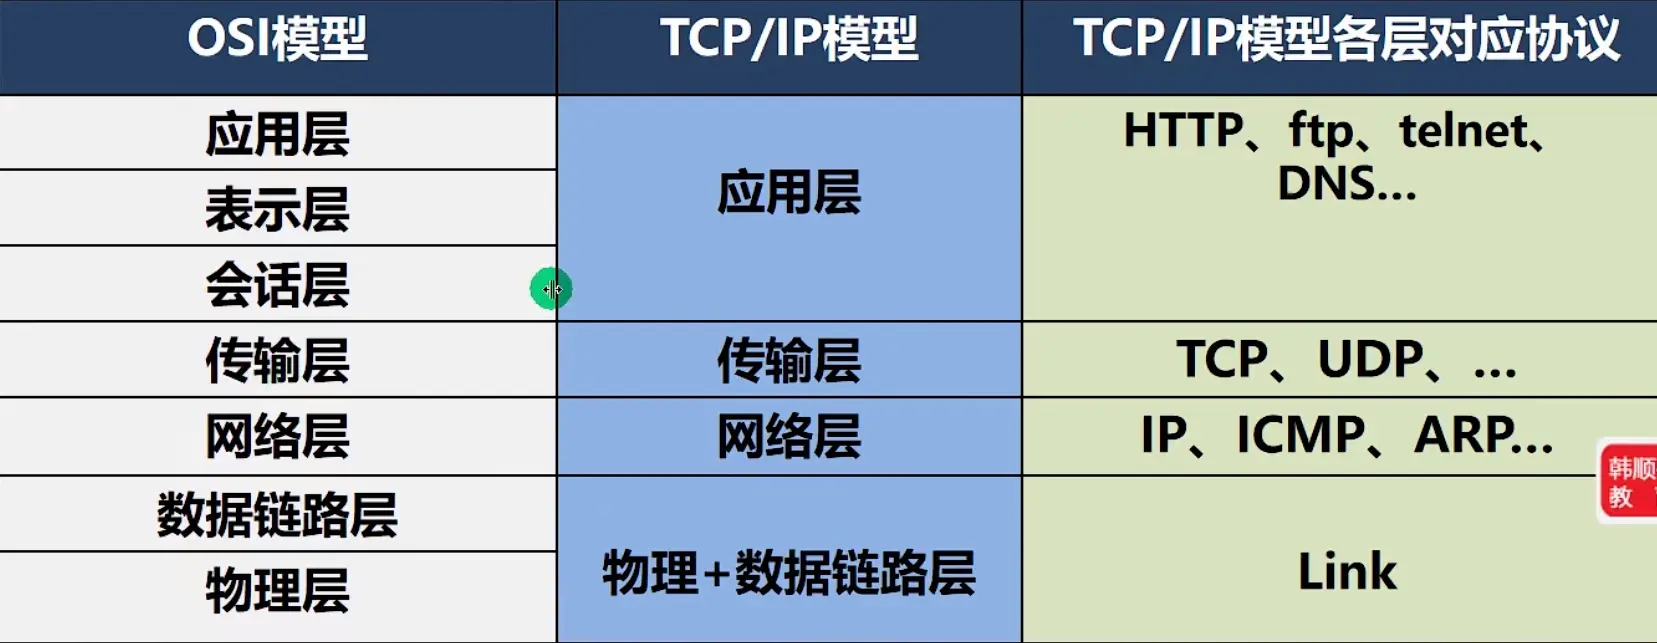 OSI模型
TCP/IP模型
TCP/IP模型各层对应协议
应用层
表示层
会话层
应用层
HTTP、ftp、telnet、
DNS...
传输层
传输层
TCP、UDP、...
网络层
网络层
IP、ICMP、ARP...
数据链路层
物理层
物理+数据链路层
Link
韩顺
教